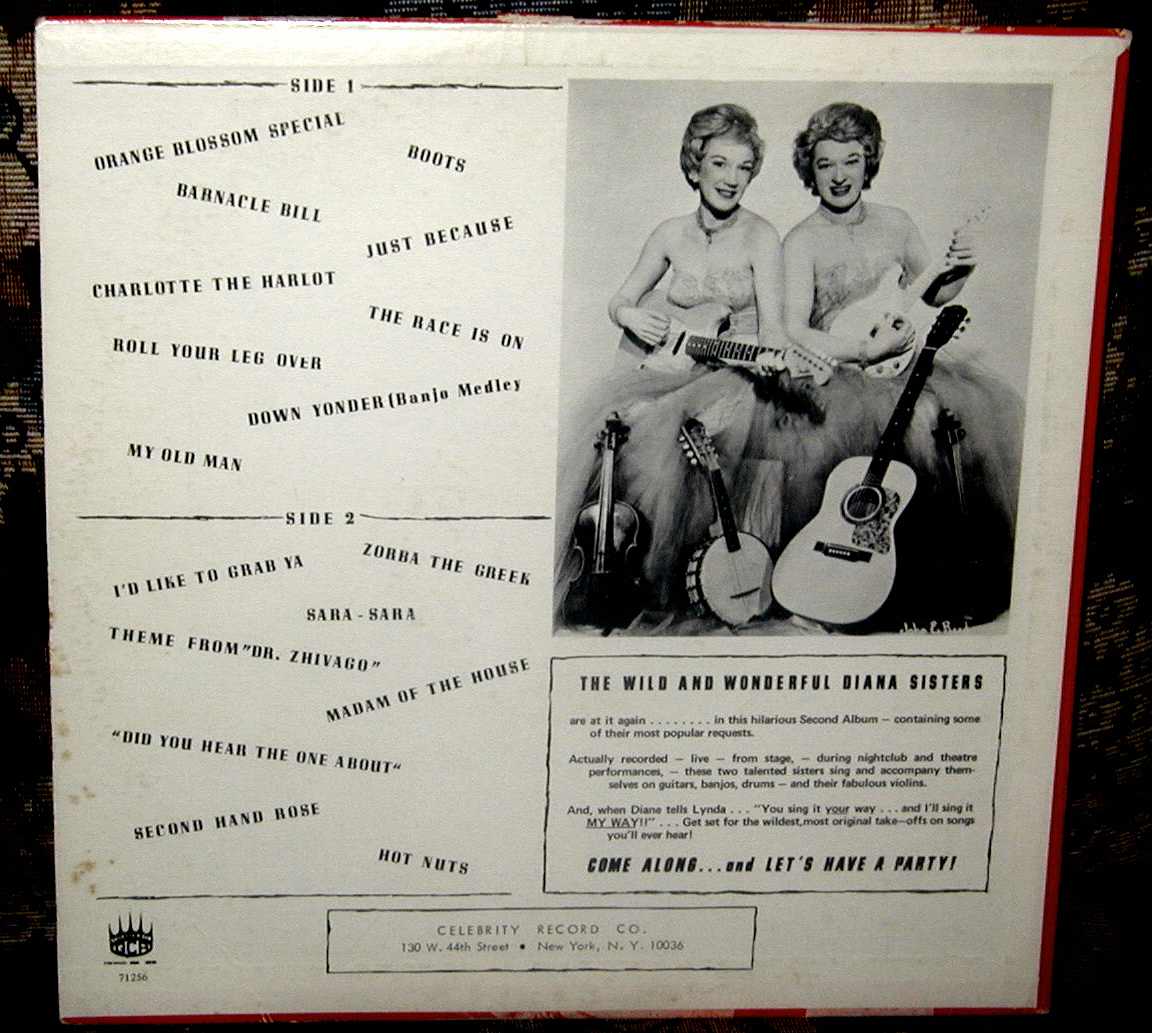 SIDE 1
ORANGE BLOSSOM SPECIAL
BOOTS
BARNACLE BILL
JUST BECAUSE
CHARLOTTE THE HARLOT
THE RACE IS ON
ROLL YOUR LEG OVER
DOWN YONDER (Banjo Medley
MY OLD MAN
SIDE 2
I'D LIKE TO GRAB YA
ZORBA THE GREEK
SARA - SARA
THEME FROM "DR. ZHIVAGO"
MADAM OF THE HOUSE
"DID YOU HEAR THE ONE ABOUT"
SECOND HAND ROSE
HOT NUTS
THE WILD AND WONDERFUL DIANA SISTERS
are at it again . . . . . . . . in this hilarious Second Album — containing some
of their most popular requests.
Actually recorded — live — from stage, — during nightclub and theatre
performances, — these two talented sisters sing and accompany them-
selves on guitars, banjos, drums — and their fabulous violins.
And, when Diane tells Lynda . . . "You sing it your way . . . and I'll sing it
MY WAY!!" . . . Get set for the wildest,most original take—offs on songs
you'll ever hear!
COME ALONG...and LET'S HAVE A PARTY!
CELEBRITY RECORD CO.
130 W. 44th Street • New York, N. Y. 10036
71256